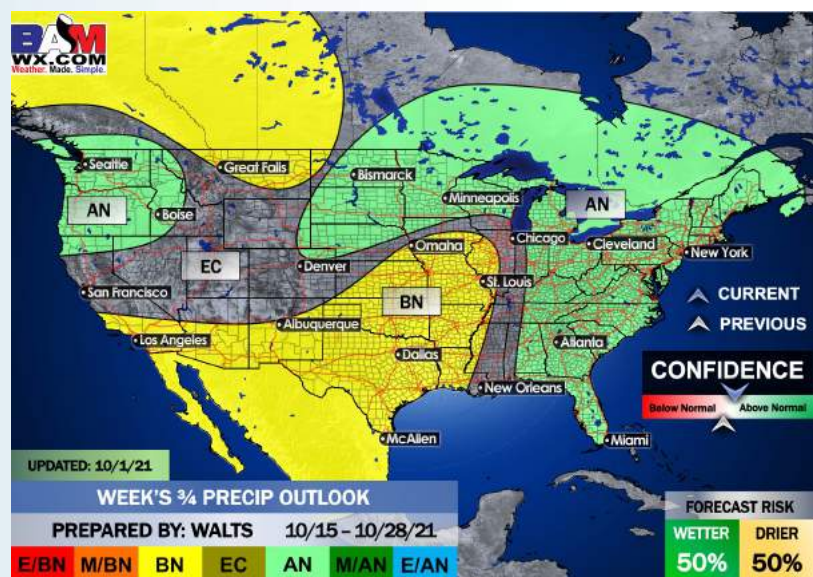 BAM
WX.COM
Weather. Made. Simple.
Seattle
Great Falls
Bismarck
AN
Boise
Minneapolis
AN
Omaha
Chicago
Cleveland
New York
EC
Denver
San Francisco
BN
St. Louis
CURRENT
Albuquerque
PREVIOUS
Los Angeles
Dallas
Atlanta
CONFIDENCE
New Orleans
Below Normal
Above Normal
McAllen
Miami
UPDATED: 10/1/21
WEEK'S ¾ PRECIP OUTLOOK
PREPARED BY: WALTS 10/15 – 10/28/21
E/BN M/BN BN EC AN M/AN E/AN
FORECAST RISK
WETTER DRIER
50% 50%